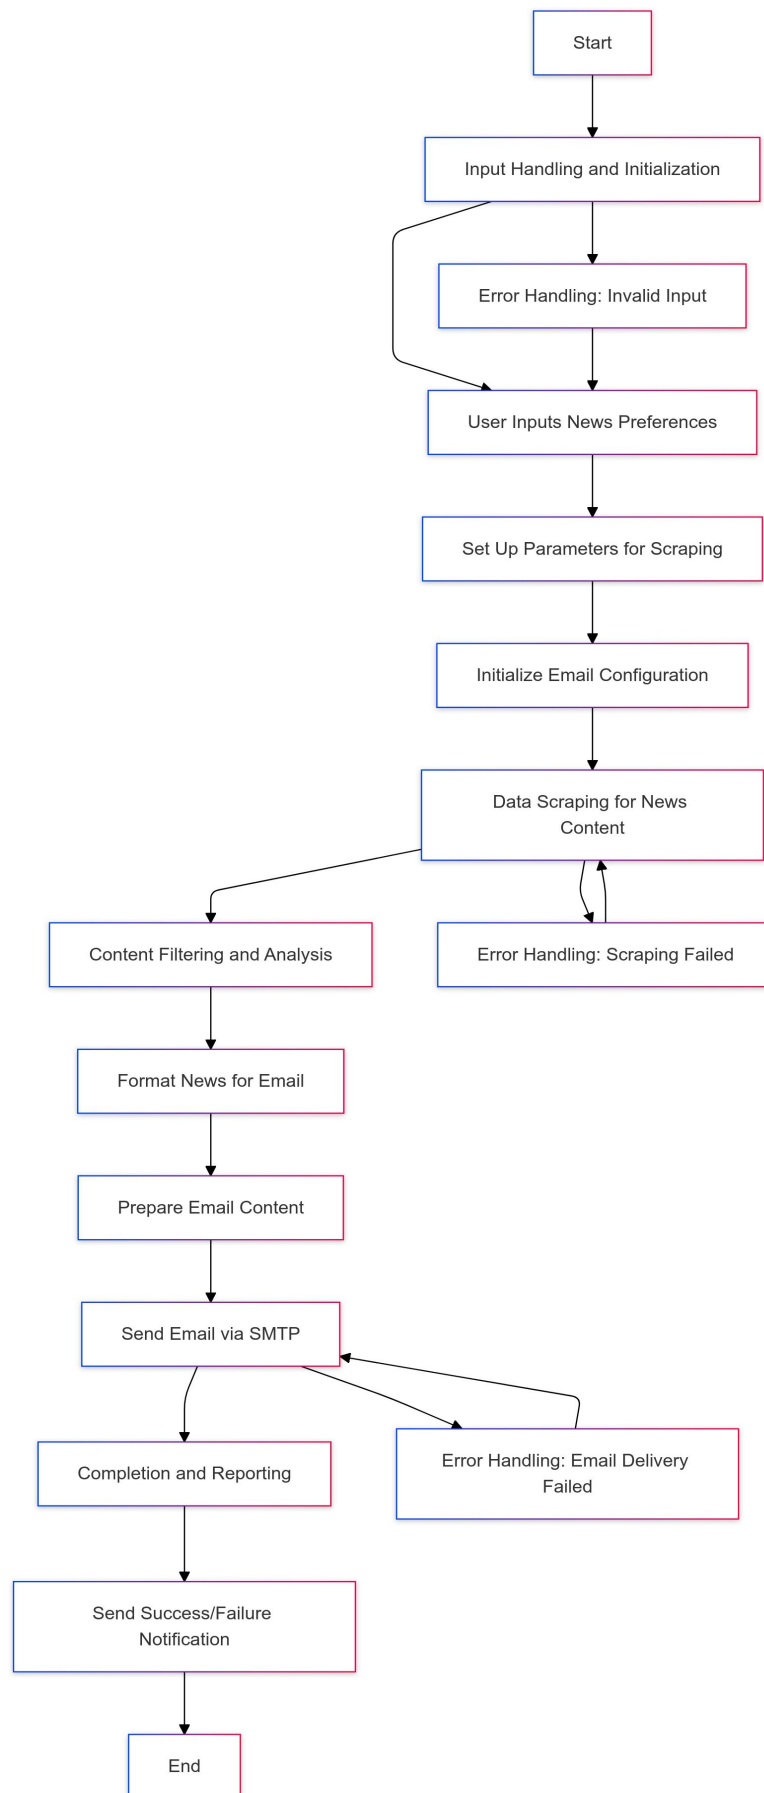 Start
Input Handling and Initialization
Error Handling: Invalid Input
User Inputs News Preferences
Set Up Parameters for Scraping
Initialize Email Configuration
Data Scraping for News
Content
Content Filtering and Analysis
Error Handling: Scraping Failed
Format News for Email
Prepare Email Content
Send Email via SMTP
Completion and Reporting
Error Handling: Email Delivery
Failed
Send Success/Failure
Notification
End